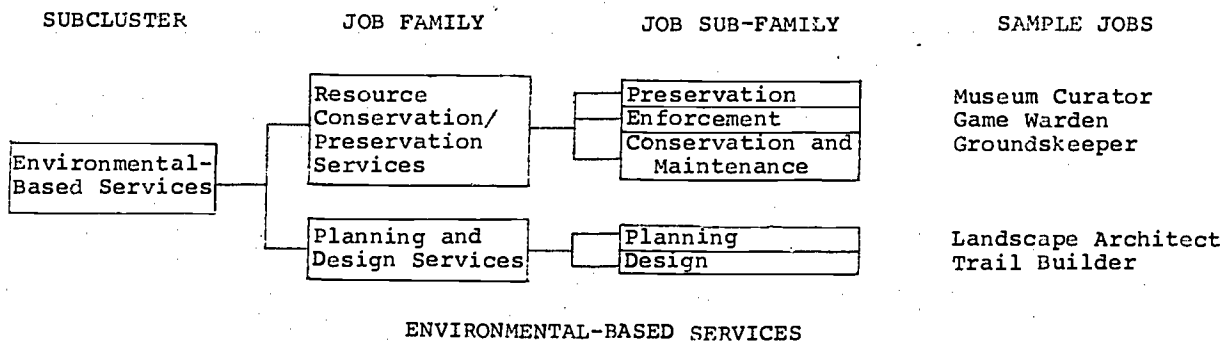 SUBCLUSTER JOB FAMILY JOB SUB-FAMILY SAMPLE JOBS
Environmental-
Based Services
Resource
Conservation/
Preservation
Services
Preservation
Enforcement
Conservation and
Maintenance
Museum Curator
Game Warden
Groundskeeper
Planning and
Design Services
Planning
Design
Landscape Architect
Trail Builder
ENVIRONMENTAL-BASED SERVICES